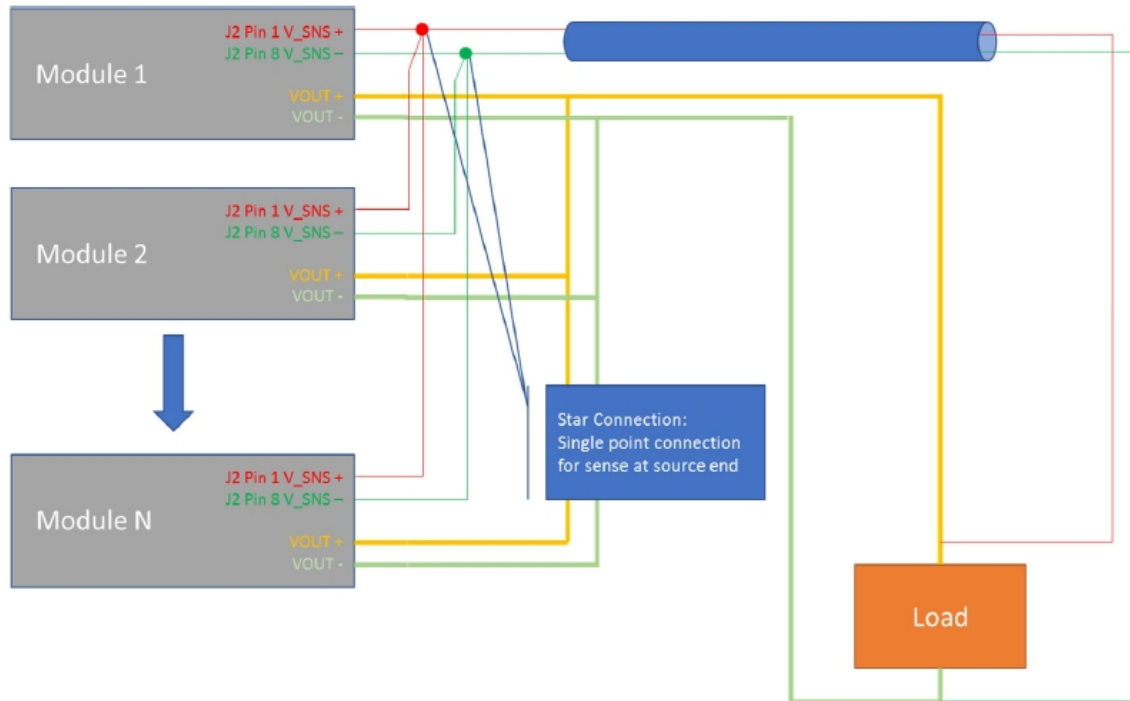 Module 1
J2 Pin 1 V_SNS +
J2 Pin 8 V_SNS –
VOUT +
VOUT -
Module 2
J2 Pin 1 V_SNS +
J2 Pin 8 V_SNS –
VOUT +
VOUT -
Star Connection:
Single point connection
for sense at source end
Module N
J2 Pin 1 V_SNS +
J2 Pin 8 V_SNS –
VOUT +
VOUT -
Load